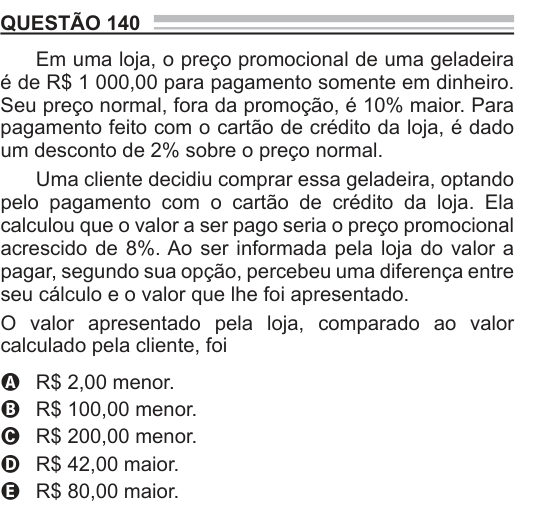 QUESTÃO 140
Em uma loja, o preço promocional de uma geladeira
é de R$ 1 000,00 para pagamento somente em dinheiro.
Seu preço normal, fora da promoção, é 10% maior. Para
pagamento feito com o cartão de crédito da loja, é dado
um desconto de 2% sobre o preço normal.
Uma cliente decidiu comprar essa geladeira, optando
pelo pagamento com o cartão de crédito da loja. Ela
calculou que o valor a ser pago seria o preço promocional
acrescido de 8%. Ao ser informada pela loja do valor a
pagar, segundo sua opção, percebeu uma diferença entre
seu cálculo e o valor que lhe foi apresentado.
O valor apresentado pela loja, comparado ao valor
calculado pela cliente, foi
A R$ 2,00 menor.
B R$ 100,00 menor.
C R$ 200,00 menor.
D R$ 42,00 maior.
E R$ 80,00 maior.